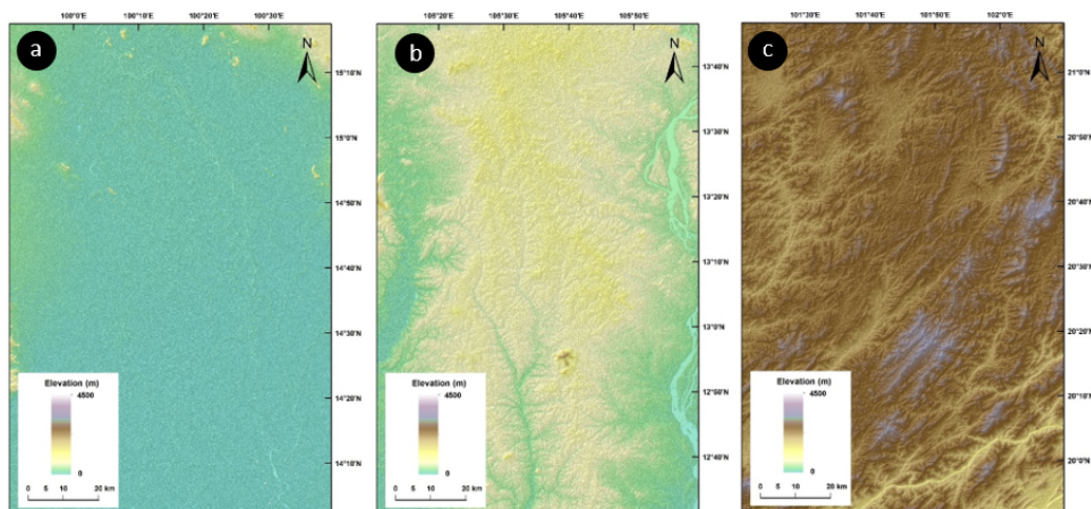 100°0'E 100°10'E 100°20'E 100°30'E
a
N
15°10'N
15°0'N
14°50'N
14°40'N
14°30'N
14°20'N
14°10'N
Elevation (m)
4500
0
0 5 10 20 km
105°20'E 105°30'E 105°40'E 105°50'E
b
N
13°40'N
13°30'N
13°20'N
13°10'N
13°0'N
12°50'N
12°40'N
Elevation (m)
4500
0
0 5 10 20 km
101°30'E 101°40'E 101°50'E 102°0'E
c
N
21°0'N
20°50'N
20°40'N
20°30'N
20°20'N
20°10'N
20°0'N
Elevation (m)
4500
0
0 5 10 20 km